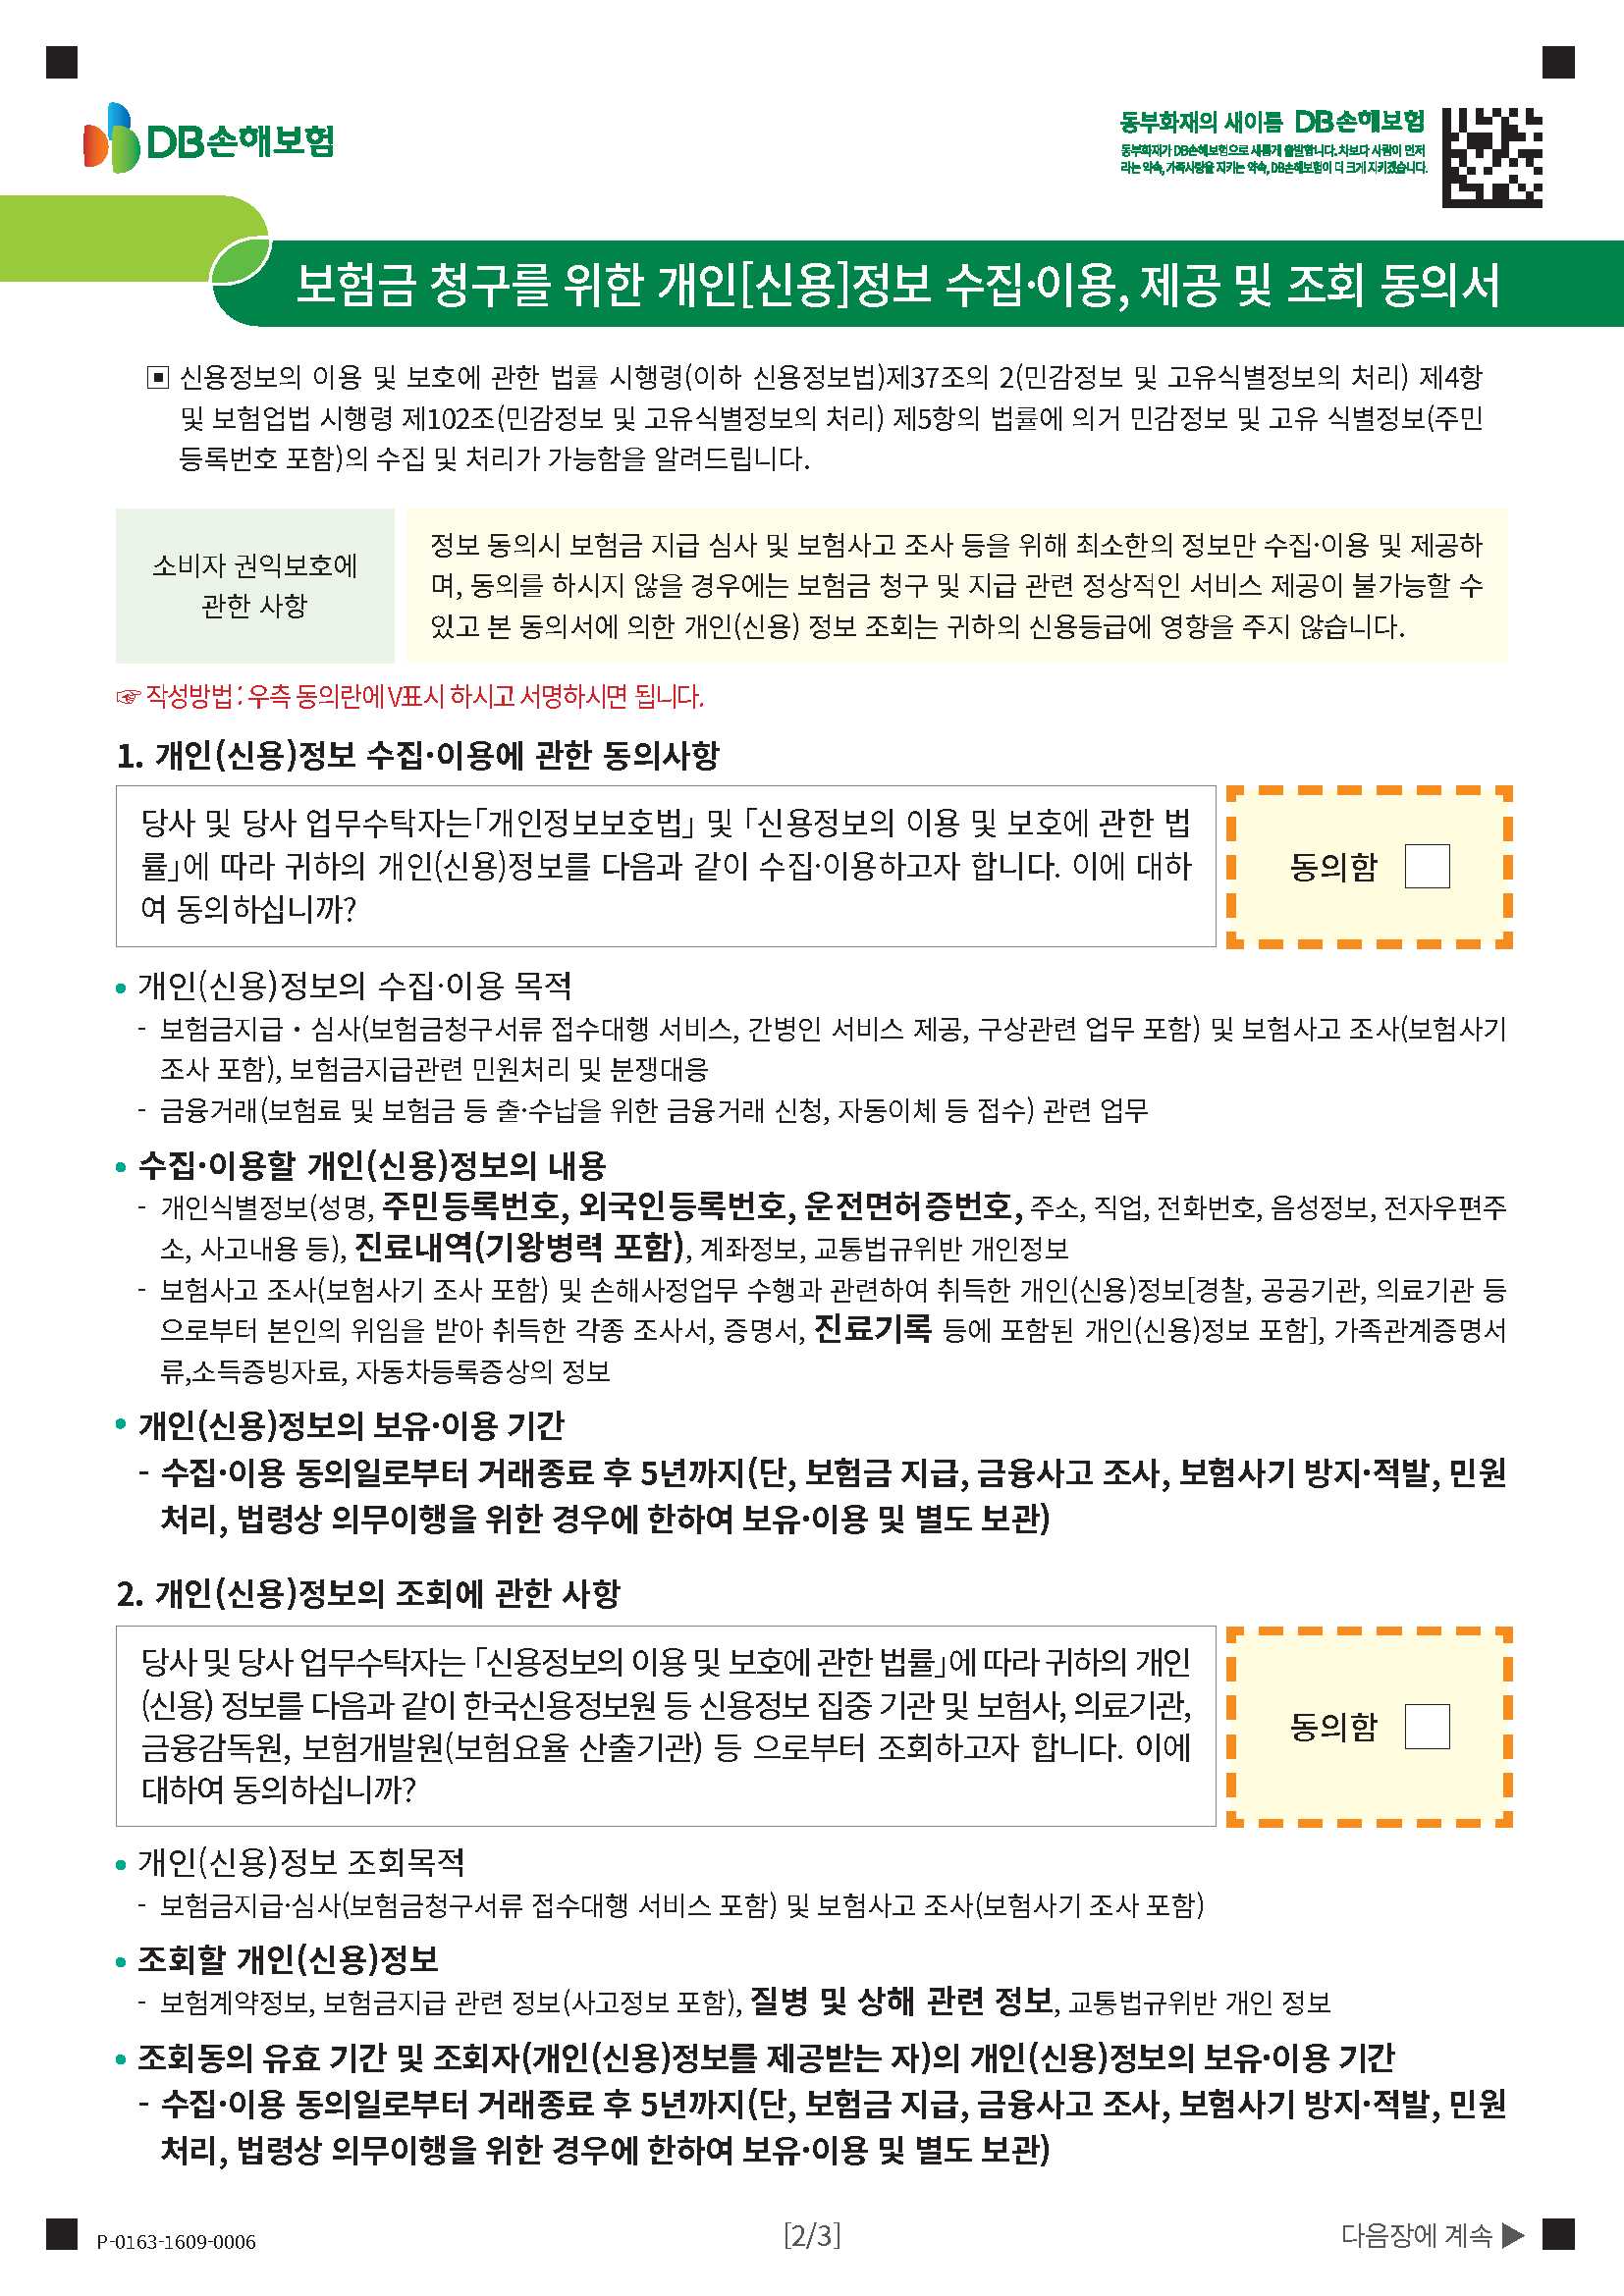 DB손해보험
동부화재의 새이름 DB손해보험
동부화재가 DB손해보험으로 새롭게 출발합니다. 차보다 사람이 먼저
라는 약속, 가족사랑을 지키는 약속, DB손해보험이 더 크게 지키겠습니다.
보험금 청구를 위한 개인[신용]정보 수집·이용, 제공 및 조회 동의서
▣ 신용정보의 이용 및 보호에 관한 법률 시행령(이하 신용정보법)제37조의 2(민감정보 및 고유식별정보의 처리) 제4항
및 보험업법 시행령 제102조(민감정보 및 고유식별정보의 처리) 제5항의 법률에 의거 민감정보 및 고유 식별정보(주민
등록번호 포함)의 수집 및 처리가 가능함을 알려드립니다.
소비자 권익보호에
관한 사항
정보 동의시 보험금 지급 심사 및 보험사고 조사 등을 위해 최소한의 정보만 수집·이용 및 제공하
며, 동의를 하시지 않을 경우에는 보험금 청구 및 지급 관련 정상적인 서비스 제공이 불가능할 수
있고 본 동의서에 의한 개인(신용) 정보 조회는 귀하의 신용등급에 영향을 주지 않습니다.
☞ 작성방법 : 우측 동의란에 V표시 하시고 서명하시면 됩니다.
1. 개인(신용)정보 수집·이용에 관한 동의사항
당사 및 당사 업무수탁자는「개인정보보호법」 및 「신용정보의 이용 및 보호에 관한 법
률」에 따라 귀하의 개인(신용)정보를 다음과 같이 수집·이용하고자 합니다. 이에 대하
여 동의하십니까?
동의함
• 개인(신용)정보의 수집·이용 목적
- 보험금지급・심사(보험금청구서류 접수대행 서비스, 간병인 서비스 제공, 구상관련 업무 포함) 및 보험사고 조사(보험사기
조사 포함), 보험금지급관련 민원처리 및 분쟁대응
- 금융거래(보험료 및 보험금 등 출·수납을 위한 금융거래 신청, 자동이체 등 접수) 관련 업무
• 수집·이용할 개인(신용)정보의 내용
- 개인식별정보(성명, 주민등록번호, 외국인등록번호, 운전면허증번호, 주소, 직업, 전화번호, 음성정보, 전자우편주
소, 사고내용 등), 진료내역(기왕병력 포함), 계좌정보, 교통법규위반 개인정보
- 보험사고 조사(보험사기 조사 포함) 및 손해사정업무 수행과 관련하여 취득한 개인(신용)정보[경찰, 공공기관, 의료기관 등
으로부터 본인의 위임을 받아 취득한 각종 조사서, 증명서, 진료기록 등에 포함된 개인(신용)정보 포함], 가족관계증명서
류,소득증빙자료, 자동차등록증상의 정보
• 개인(신용)정보의 보유·이용 기간
- 수집·이용 동의일로부터 거래종료 후 5년까지(단, 보험금 지급, 금융사고 조사, 보험사기 방지·적발, 민원
처리, 법령상 의무이행을 위한 경우에 한하여 보유·이용 및 별도 보관)
2. 개인(신용)정보의 조회에 관한 사항
당사 및 당사 업무수탁자는 「신용정보의 이용 및 보호에 관한 법률」에 따라 귀하의 개인
(신용) 정보를 다음과 같이 한국신용정보원 등 신용정보 집중 기관 및 보험사, 의료기관,
금융감독원, 보험개발원(보험요율 산출기관) 등 으로부터 조회하고자 합니다. 이에
대하여 동의하십니까?
동의함
• 개인(신용)정보 조회목적
- 보험금지급·심사(보험금청구서류 접수대행 서비스 포함) 및 보험사고 조사(보험사기 조사 포함)
• 조회할 개인(신용)정보
- 보험계약정보, 보험금지급 관련 정보(사고정보 포함), 질병 및 상해 관련 정보, 교통법규위반 개인 정보
• 조회동의 유효 기간 및 조회자(개인(신용)정보를 제공받는 자)의 개인(신용)정보의 보유·이용 기간
- 수집·이용 동의일로부터 거래종료 후 5년까지(단, 보험금 지급, 금융사고 조사, 보험사기 방지·적발, 민원
처리, 법령상 의무이행을 위한 경우에 한하여 보유·이용 및 별도 보관)
P-0163-1609-0006
[2/3]
다음장에 계속 ▶